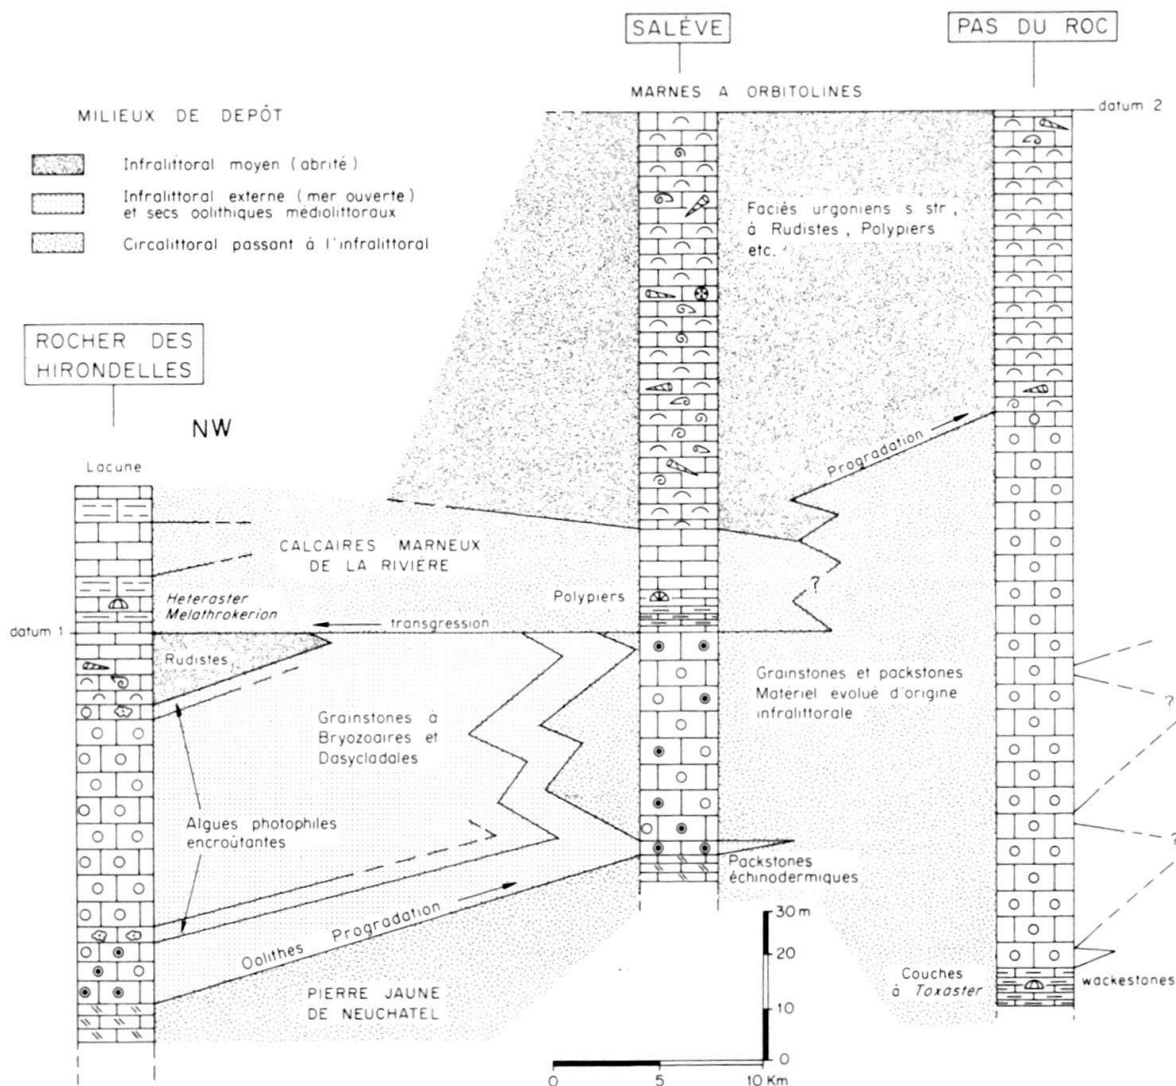 SALÈVE
PAS DU ROC
MARNES A ORBITOLINES
datum 2
MILIEUX DE DEPÔT
Infralittoral moyen (abrité)
Infralittoral externe (mer ouverte)
et secs oolithiques médiolittoraux
Circalittoral passant à l'infralittoral
Faciès urgoniens s str,
à Rudistes, Polypiers
etc.
ROCHER DES
HIRONDELLES
NW
Lacune
Progradation
CALCAIRES MARNEUX
DE LA RIVIÈRE
Heteraster
Melathrokerion
Polypiers
?
datum 1
transgression
Rudistes
Grainstones et packstones
Matériel evolué d'origine
infralittorale
?
Grainstones à
Bryozoaires et
Dasycladales
Algues photophiles
encroûtantes
Packstones
échinodermiques
Oolithes Progradation
30 m
20
10
0
Couches
à Toxaster
wackestones
PIERRE JAUNE
DE NEUCHATEL
0 5 10 Km